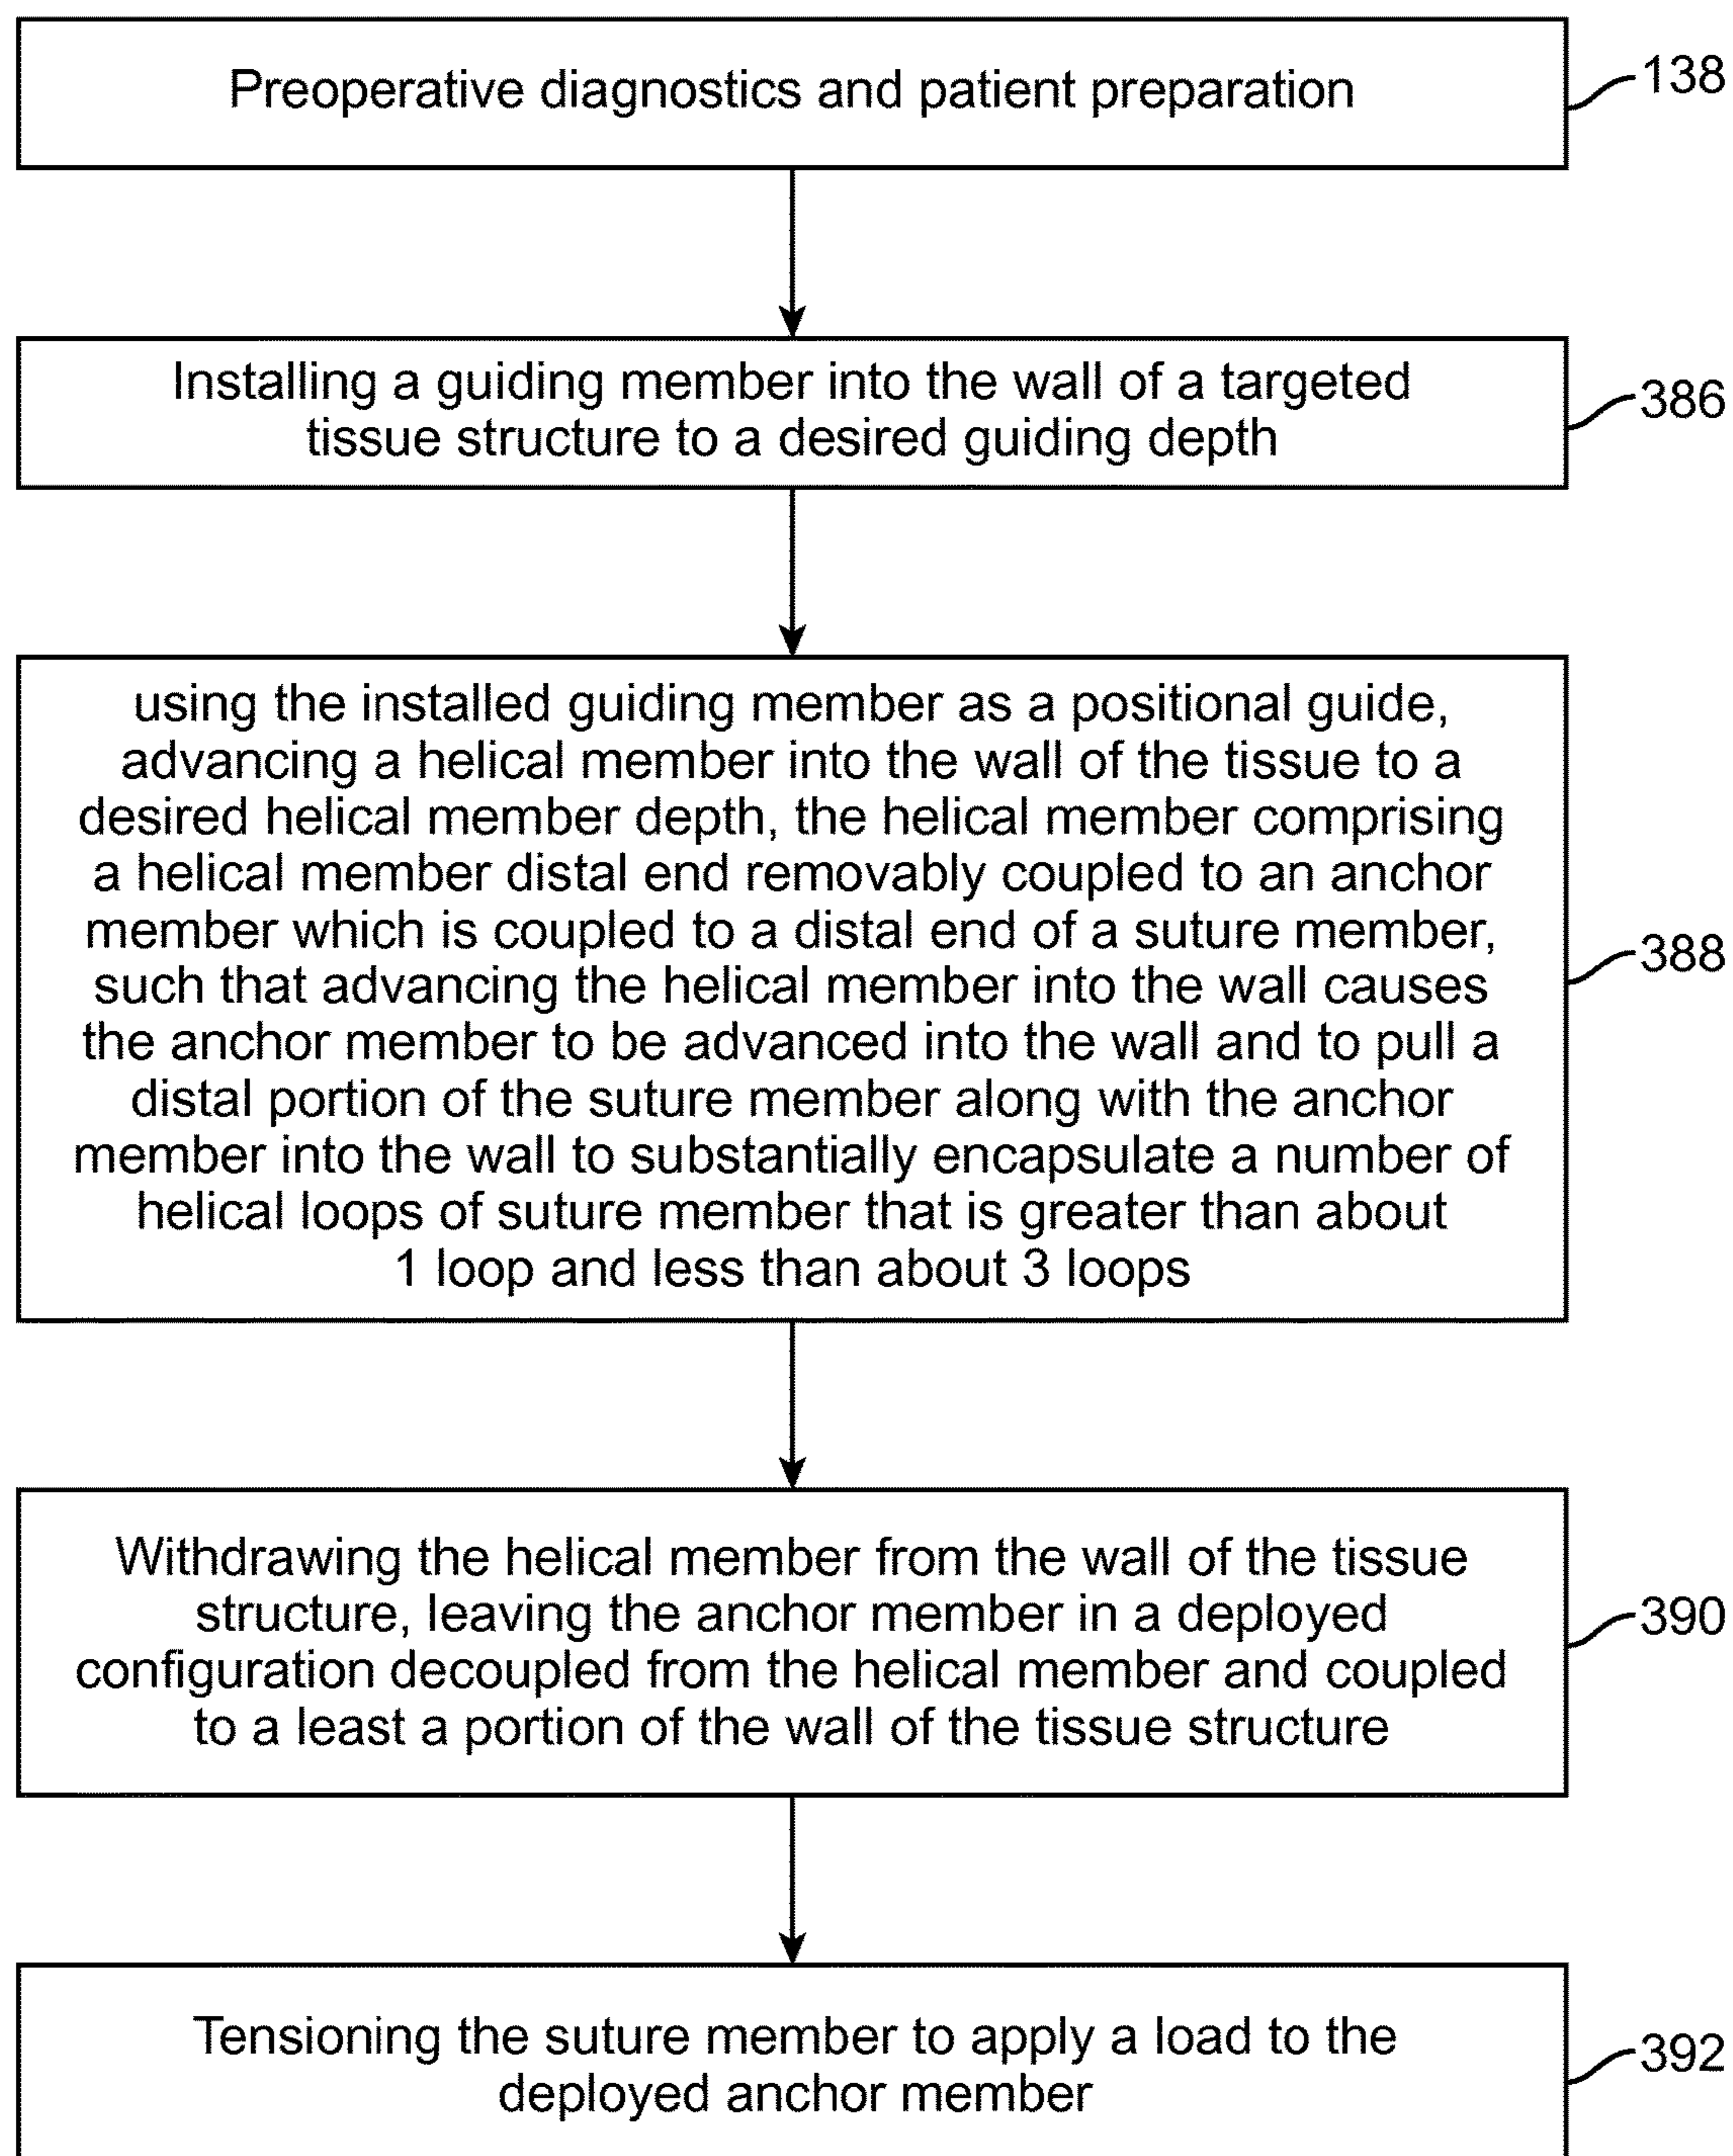 Preoperative diagnostics and patient preparation
138
Installing a guiding member into the wall of a targeted
tissue structure to a desired guiding depth
386
using the installed guiding member as a positional guide,
advancing a helical member into the wall of the tissue to a
desired helical member depth, the helical member comprising
a helical member distal end removably coupled to an anchor
member which is coupled to a distal end of a suture member,
such that advancing the helical member into the wall causes
the anchor member to be advanced into the wall and to pull a
distal portion of the suture member along with the anchor
member into the wall to substantially encapsulate a number of
helical loops of suture member that is greater than about
1 loop and less than about 3 loops
388
Withdrawing the helical member from the wall of the tissue
structure, leaving the anchor member in a deployed
configuration decoupled from the helical member and coupled
to a least a portion of the wall of the tissue structure
390
Tensioning the suture member to apply a load to the
deployed anchor member
392